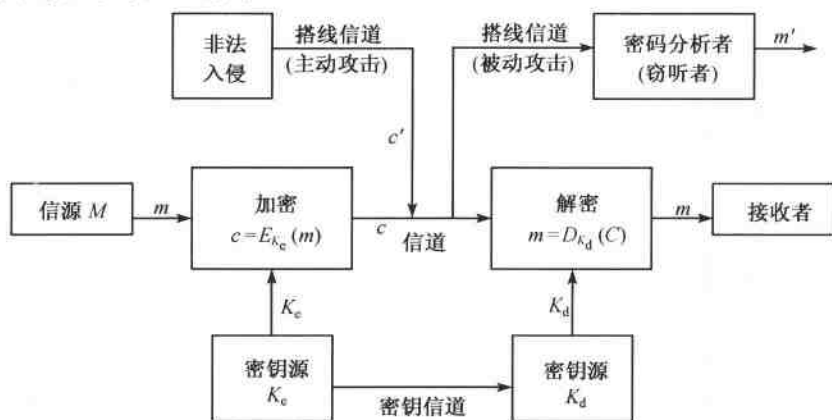 非法
入侵
搭线信道
(主动攻击)
搭线信道
(被动攻击)
密码分析者
(窃听者)
m′
c′
信源 M
m
加密
c=E_{K_e}(m)
c
信道
解密
m=D_{K_d}(C)
m
接收者
K_e
K_d
密钥源
K_e
密钥信道
密钥源
K_d